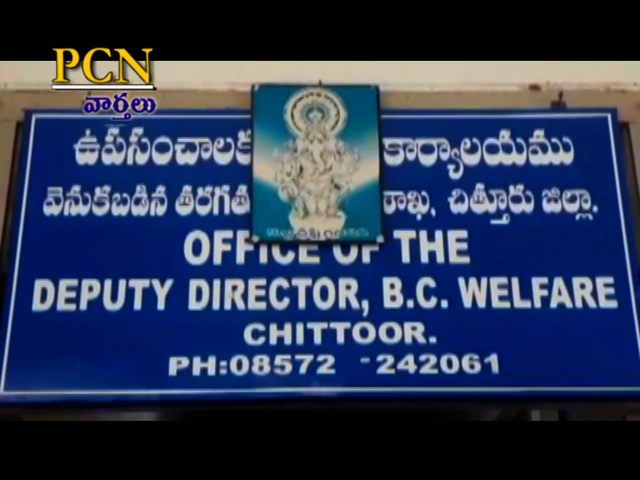 PCN
వార్తలు
ఉపసంచాలక కార్యాలయము
వెనుకబడిన తరగత శాఖ, చిత్తూరు జిల్లా.
OFFICE OF THE
DEPUTY DIRECTOR, B.C. WELFARE
CHITTOOR.
PH:08572 -242061